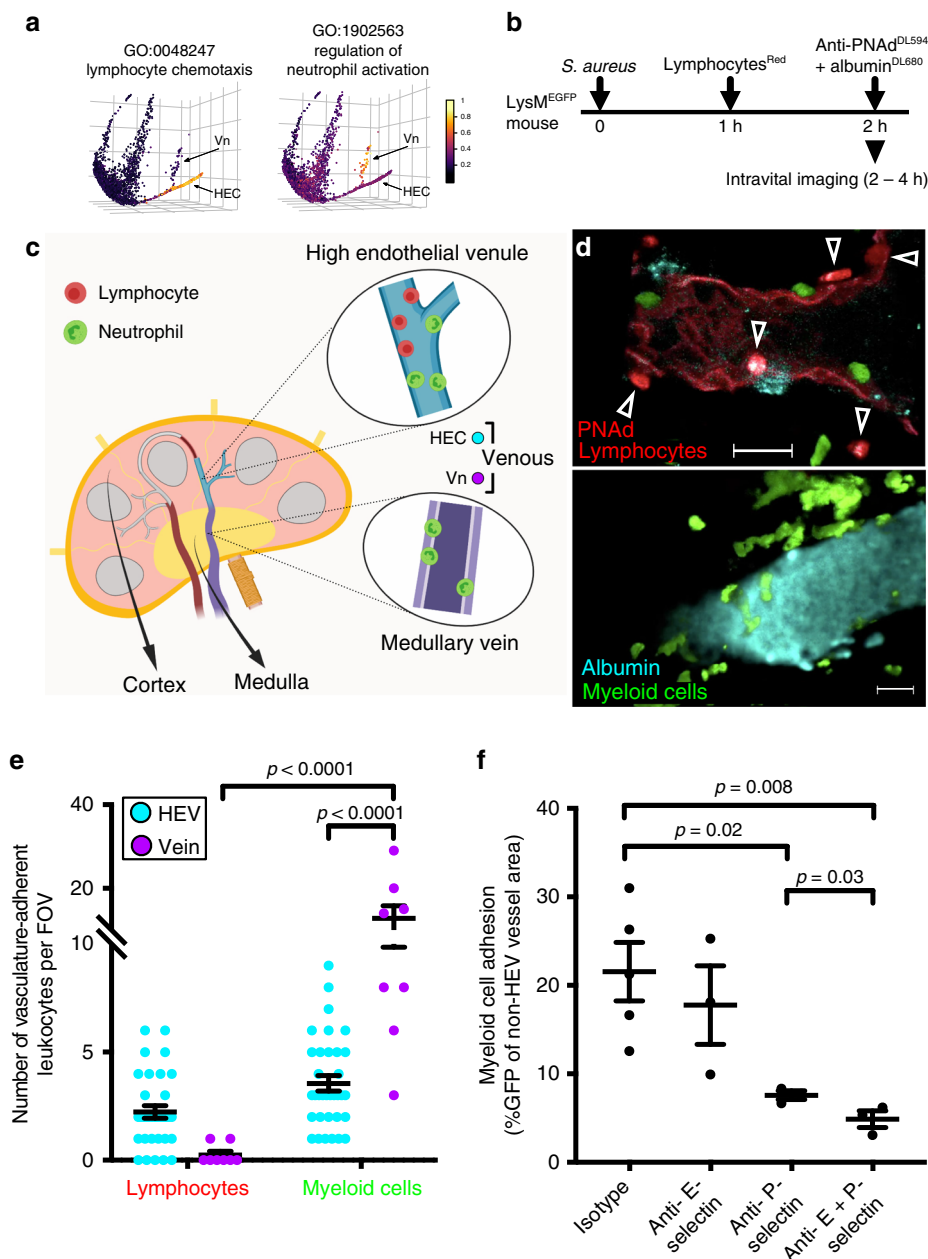 a
GO:0048247
lymphocyte chemotaxis
GO:1902563
regulation of
neutrophil activation
Vn
HEC
Vn
HEC
1
0.8
0.6
0.4
0.2
b
S. aureus
Lymphocytes^Red
Anti-PNAd^DL594
+ albumin^DL680
LysM^EGFP
mouse
0
1 h
2 h
Intravital imaging (2 – 4 h)
c
High endothelial venule
Lymphocyte
Neutrophil
HEC
Venous
Vn
Medullary vein
Cortex
Medulla
d
PNAd
Lymphocytes
Albumin
Myeloid cells
e
p < 0.0001
p < 0.0001
HEV
Vein
Number of vasculature-adherent
leukocytes per FOV
40
20
10
5
0
Lymphocytes
Myeloid cells
f
p = 0.008
p = 0.02
p = 0.03
Myeloid cell adhesion
(%GFP of non-HEV vessel area)
40
30
20
10
0
Isotype
Anti- E-
selectin
Anti- P-
selectin
Anti- E + P-
selectin